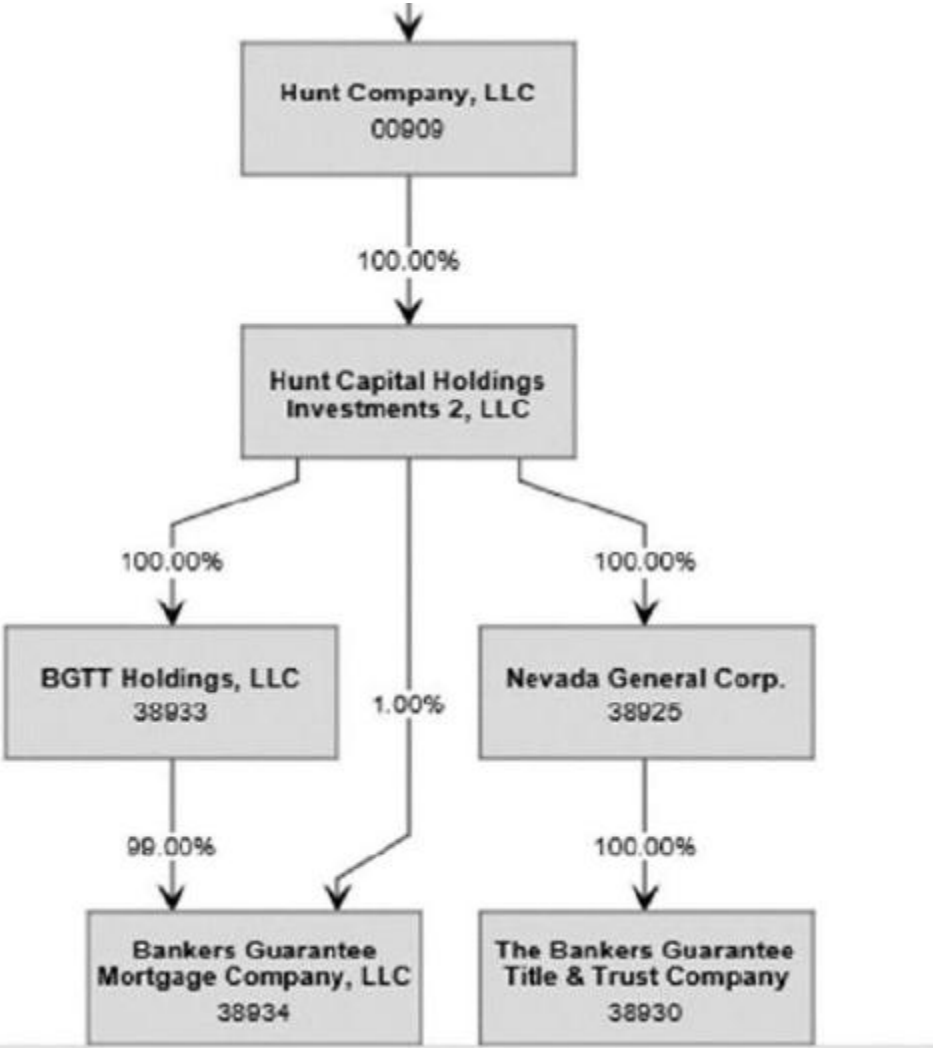 Hunt Company, LLC
00909
100.00%
Hunt Capital Holdings
Investments 2, LLC
100.00%
100.00%
BGTT Holdings, LLC
38933
1.00%
Nevada General Corp.
38925
99.00%
100.00%
Bankers Guarantee
Mortgage Company, LLC
38934
The Bankers Guarantee
Title & Trust Company
38930